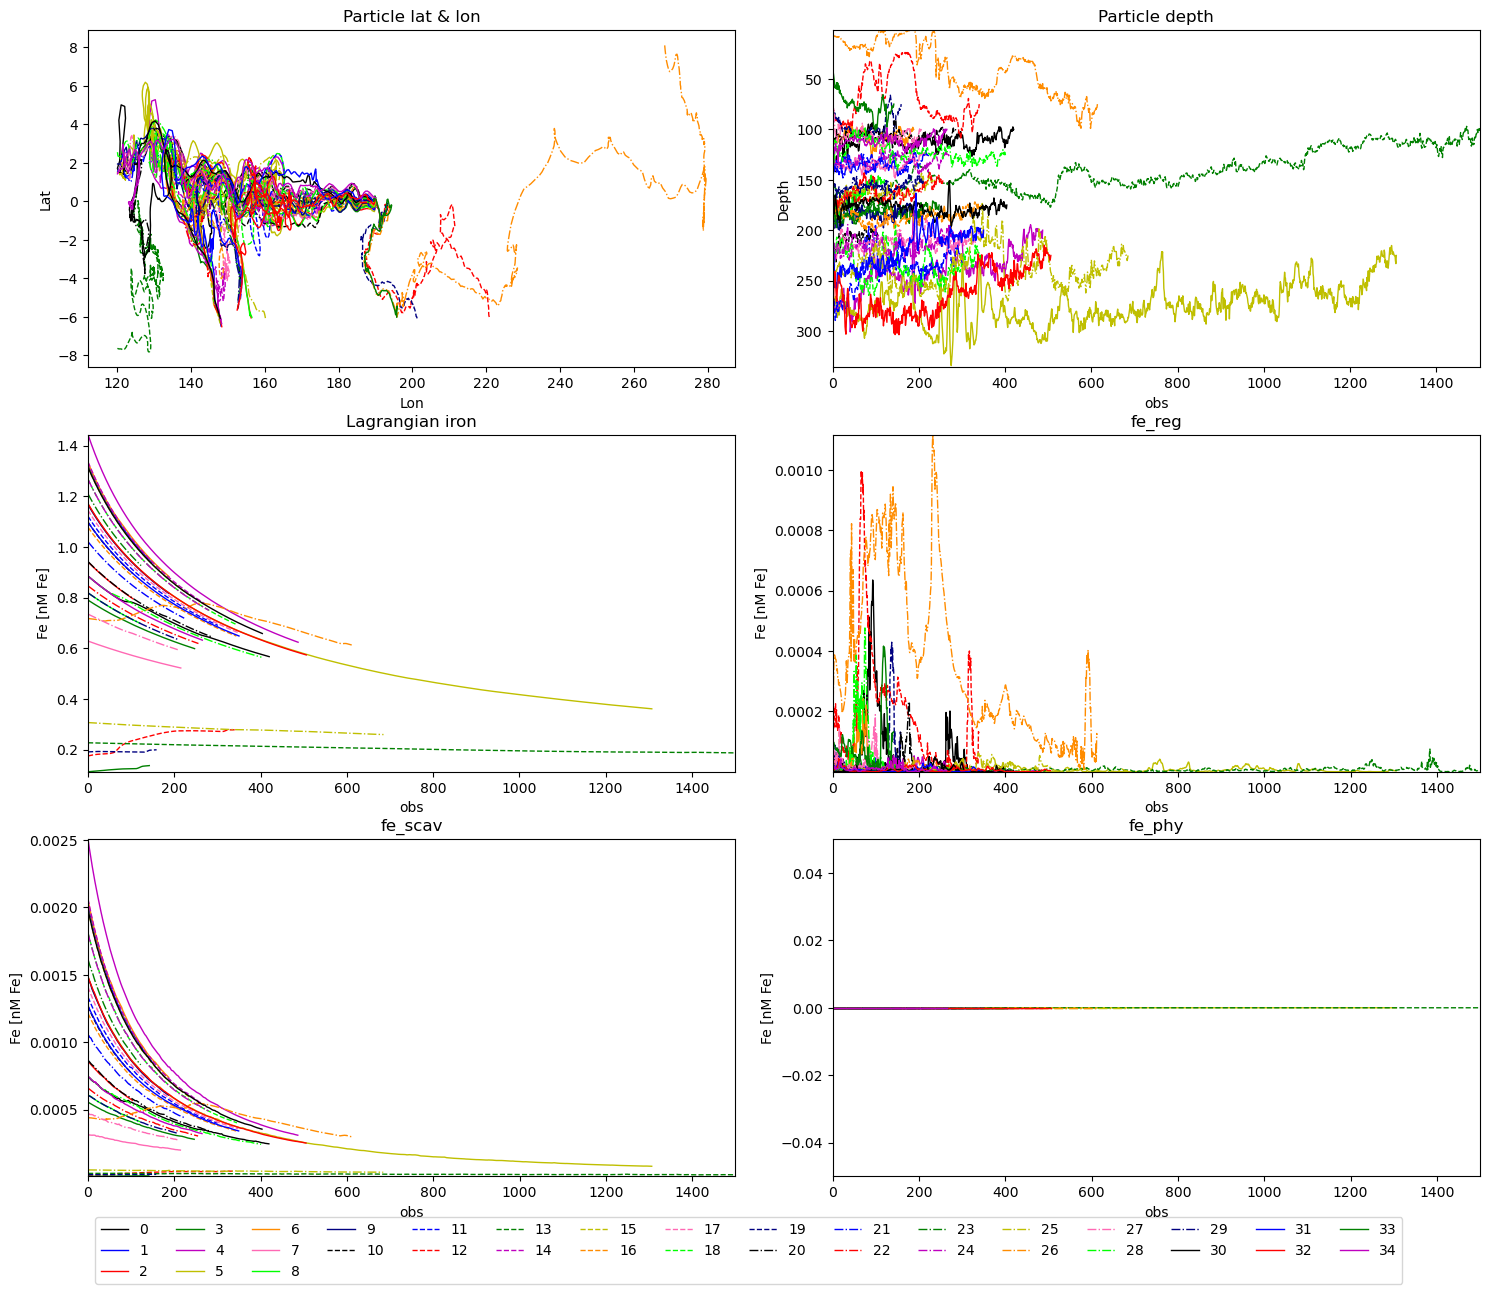 Particle lat & lon
Lat
8
6
4
2
0
−2
−4
−6
−8
120 140 160 180 200 220 240 260 280
Lon
Particle depth
Depth
50
100
150
200
250
300
0 200 400 600 800 1000 1200 1400
obs
Lagrangian iron
Fe [nM Fe]
1.4
1.2
1.0
0.8
0.6
0.4
0.2
0 200 400 600 800 1000 1200 1400
obs
fe_reg
Fe [nM Fe]
0.0010
0.0008
0.0006
0.0004
0.0002
0 200 400 600 800 1000 1200 1400
obs
fe_scav
Fe [nM Fe]
0.0025
0.0020
0.0015
0.0010
0.0005
0 200 400 600 800 1000 1200 1400
obs
fe_phy
Fe [nM Fe]
0.04
0.02
0.00
−0.02
−0.04
0 200 400 600 800 1000 1200 1400
obs
0 3 6 9 11 13 15 17 19 21 23 25 27 29 31 33
1 4 7 10 12 14 16 18 20 22 24 26 28 30 32 34
2 5 8